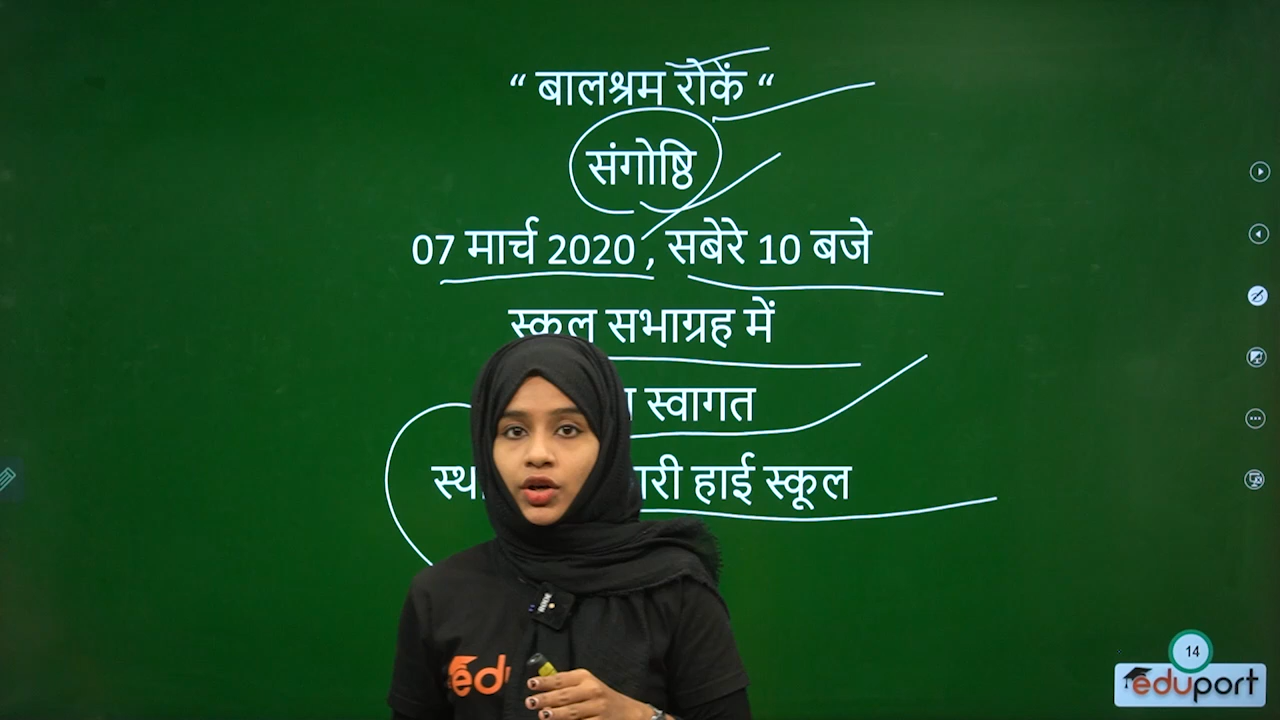 “ बालश्रम रोकें “
संगोष्ठि
07 मार्च 2020 , सबेरे 10 बजे
स्कूल सभाग्रह में
स्वागत
हाई स्कूल
14
eduport